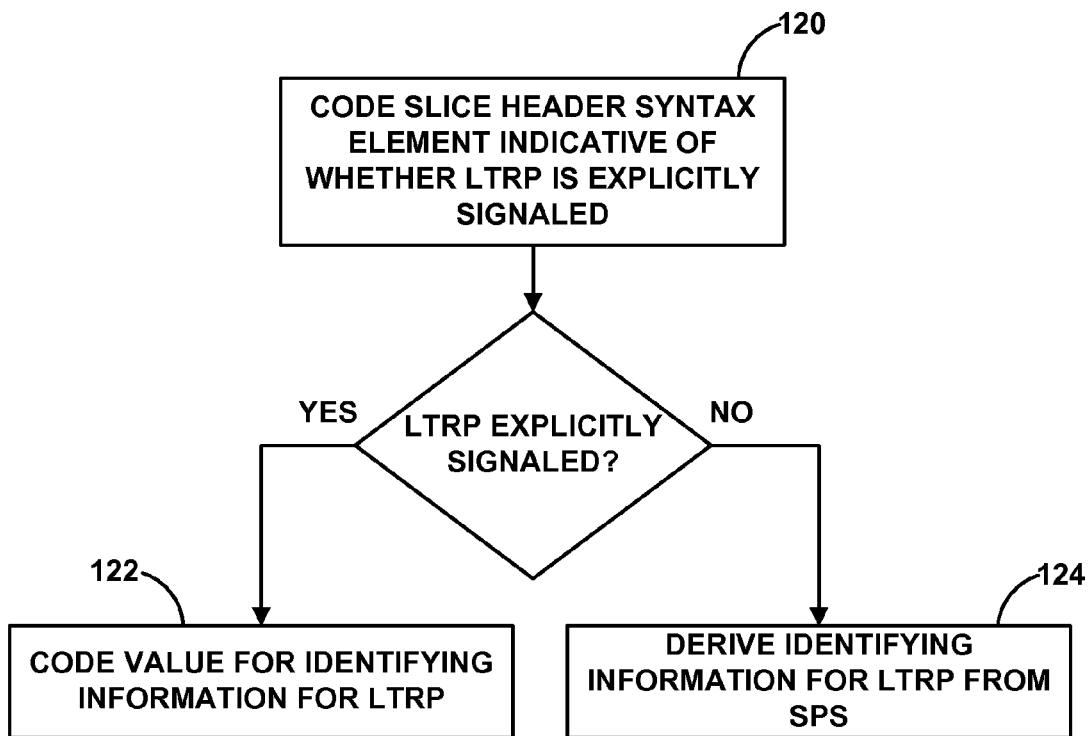 120
CODE SLICE HEADER SYNTAX
ELEMENT INDICATIVE OF
WHETHER LTRP IS EXPLICITLY
SIGNALED
YES
LTRP EXPLICITLY
SIGNALED?
NO
122
CODE VALUE FOR IDENTIFYING
INFORMATION FOR LTRP
124
DERIVE IDENTIFYING
INFORMATION FOR LTRP FROM
SPS